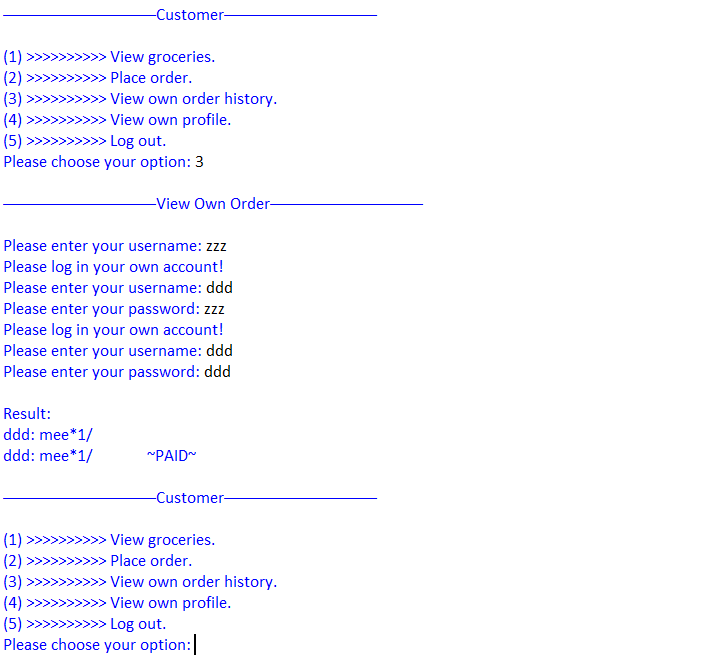 ———————————Customer———————————
(1) >>>>>>>>>> View groceries.
(2) >>>>>>>>>> Place order.
(3) >>>>>>>>>> View own order history.
(4) >>>>>>>>>> View own profile.
(5) >>>>>>>>>> Log out.
Please choose your option: 3
———————————View Own Order———————————
Please enter your username: zzz
Please log in your own account!
Please enter your username: ddd
Please enter your password: zzz
Please log in your own account!
Please enter your username: ddd
Please enter your password: ddd
Result:
ddd: mee*1/
ddd: mee*1/ ~PAID~
———————————Customer———————————
(1) >>>>>>>>>> View groceries.
(2) >>>>>>>>>> Place order.
(3) >>>>>>>>>> View own order history.
(4) >>>>>>>>>> View own profile.
(5) >>>>>>>>>> Log out.
Please choose your option: